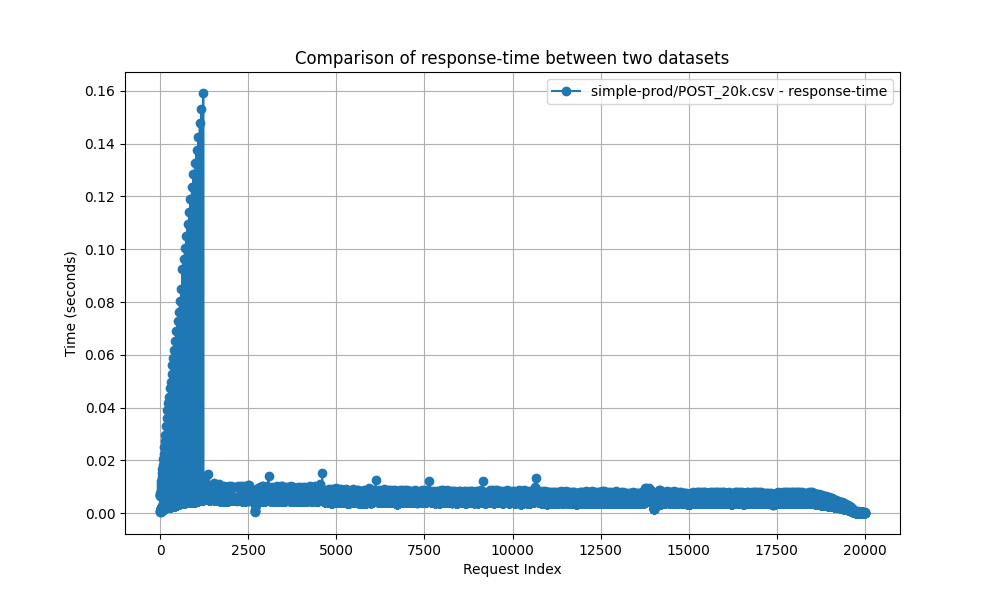 Comparison of response-time between two datasets
simple-prod/POST_20k.csv - response-time
Time (seconds)
0.16
0.14
0.12
0.10
0.08
0.06
0.04
0.02
0.00
0 2500 5000 7500 10000 12500 15000 17500 20000
Request Index